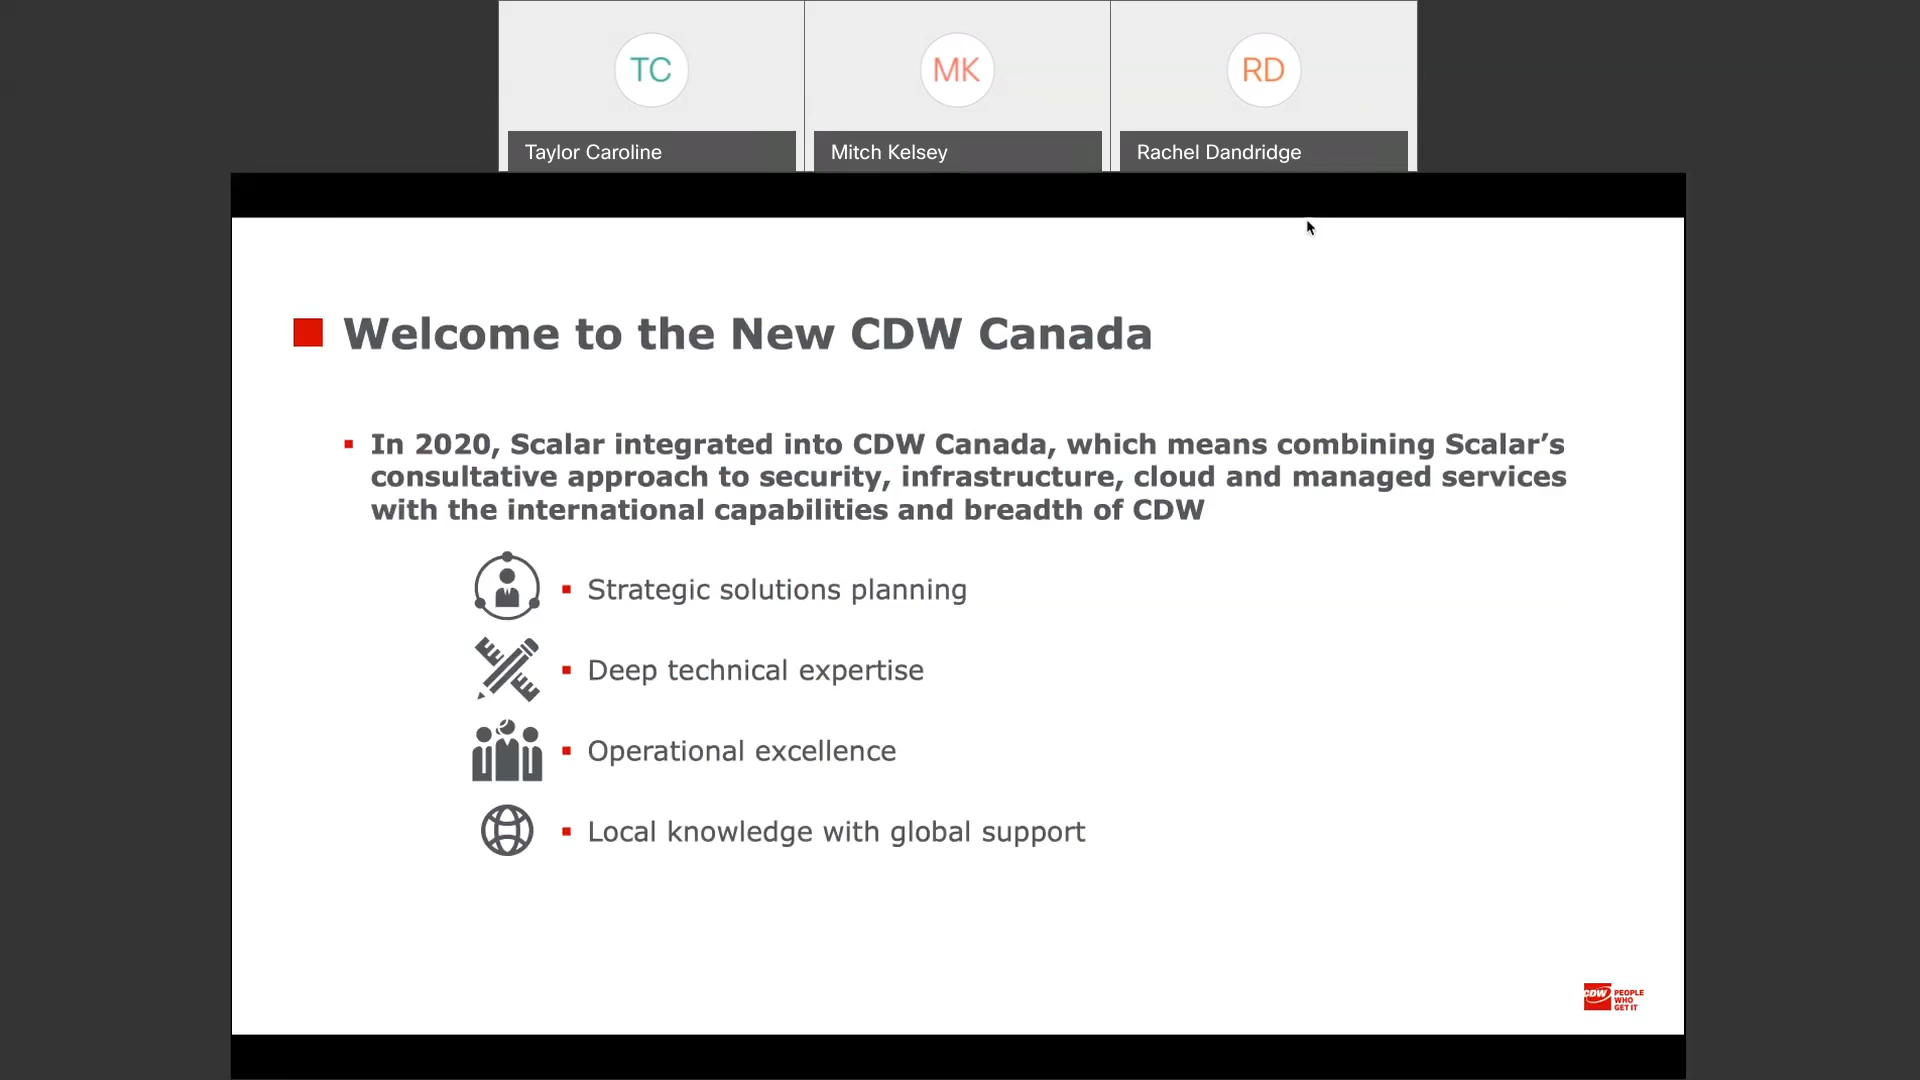 TC
MK
RD
Taylor Caroline
Mitch Kelsey
Rachel Dandridge
Welcome to the New CDW Canada
In 2020, Scalar integrated into CDW Canada, which means combining Scalar’s
consultative approach to security, infrastructure, cloud and managed services
with the international capabilities and breadth of CDW
Strategic solutions planning
Deep technical expertise
Operational excellence
Local knowledge with global support
CDW
PEOPLE
WHO
GET IT